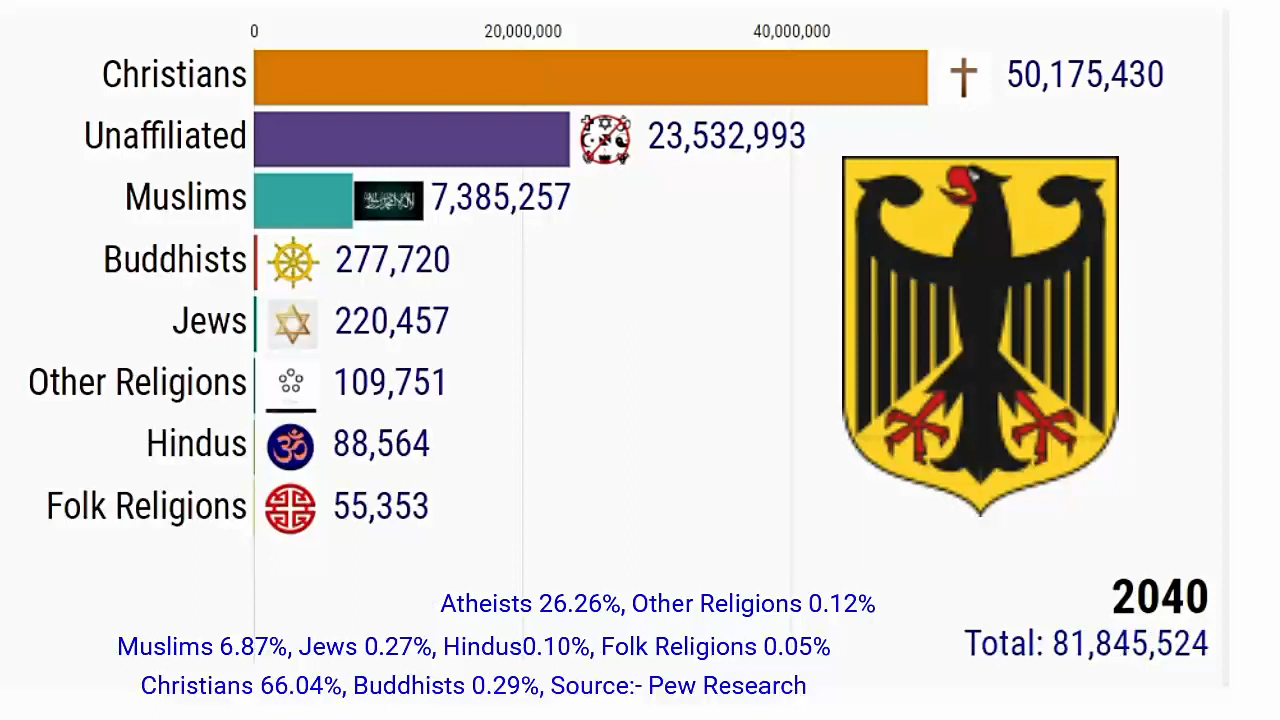 0 20,000,000 40,000,000
Christians 50,175,430
Unaffiliated 23,532,993
Muslims 7,385,257
Buddhists 277,720
Jews 220,457
Other Religions 109,751
Hindus 88,564
Folk Religions 55,353
2040
Total: 81,845,524
Atheists 26.26%, Other Religions 0.12%
Muslims 6.87%, Jews 0.27%, Hindus0.10%, Folk Religions 0.05%
Christians 66.04%, Buddhists 0.29%, Source:- Pew Research